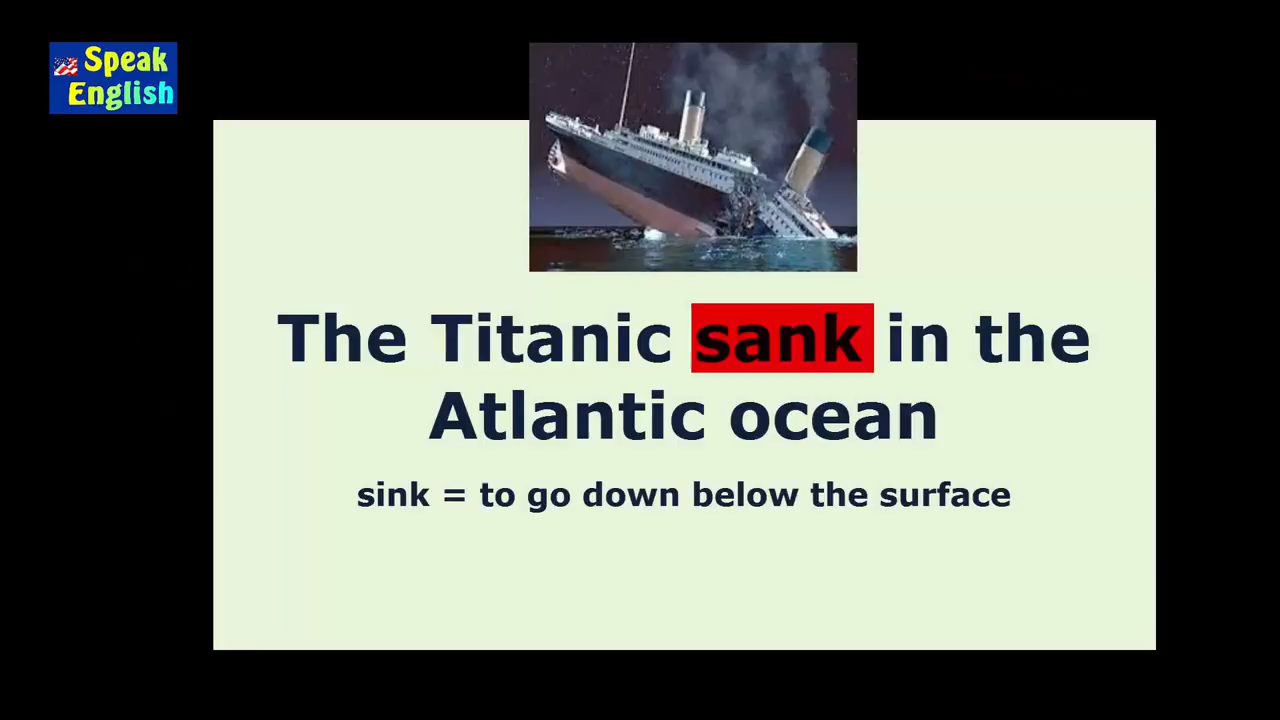 Speak
English
The Titanic sank in the
Atlantic ocean
sink = to go down below the surface